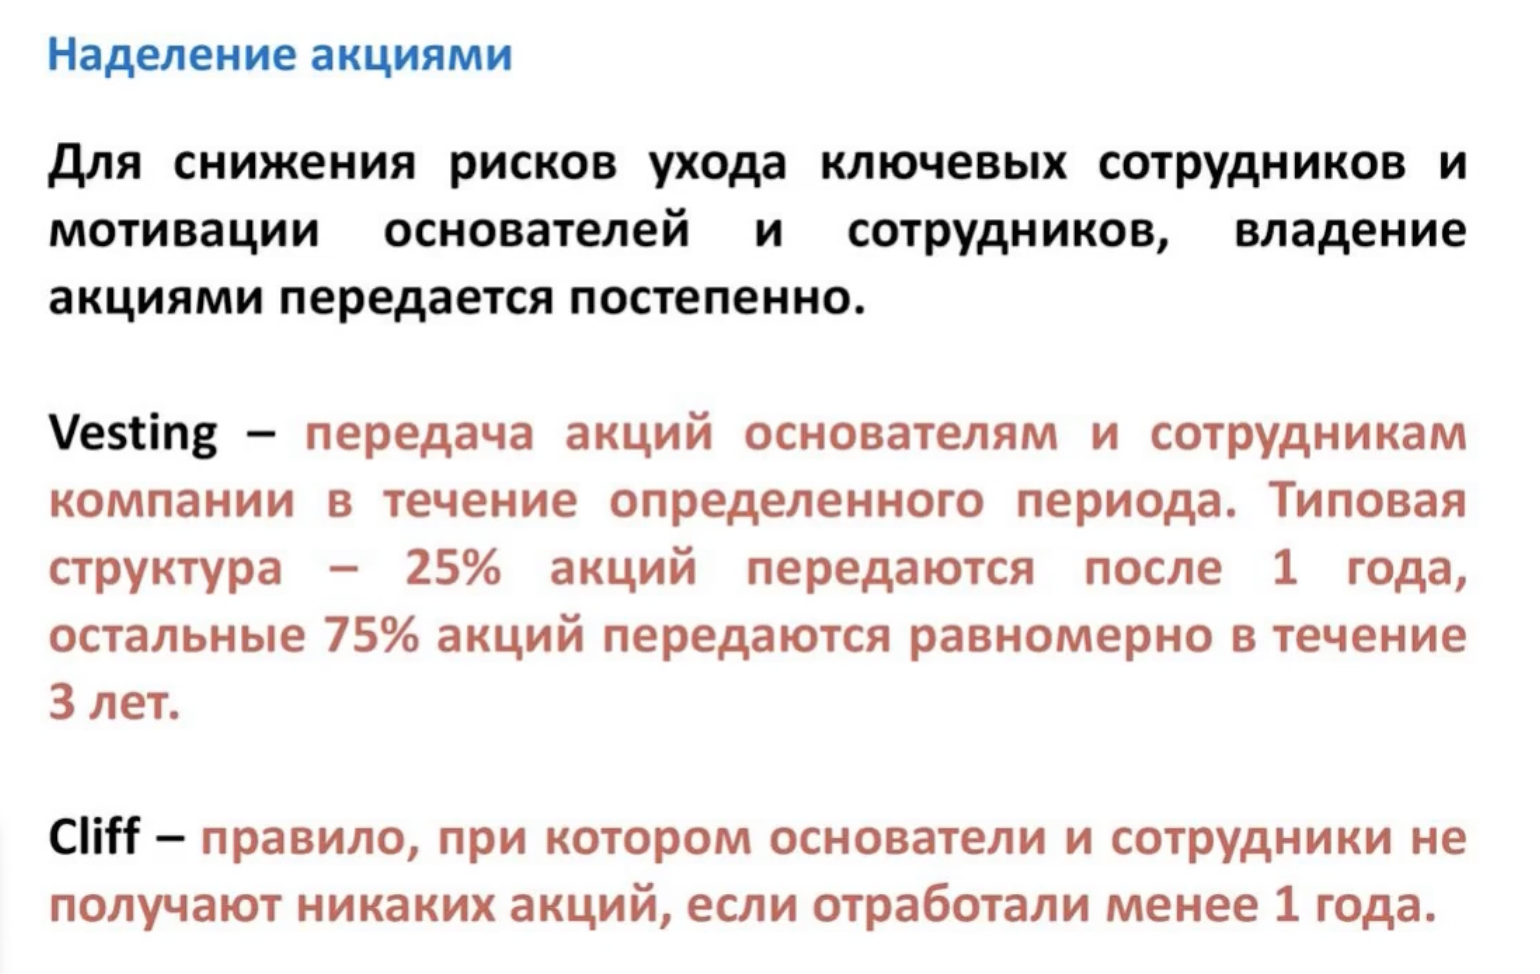 Наделение акциями
Для снижения рисков ухода ключевых сотрудников и
мотивации основателей и сотрудников, владение
акциями передается постепенно.
Vesting – передача акций основателям и сотрудникам
компании в течение определенного периода. Типовая
структура – 25% акций передаются после 1 года,
остальные 75% акций передаются равномерно в течение
3 лет.
Cliff – правило, при котором основатели и сотрудники не
получают никаких акций, если отработали менее 1 года.